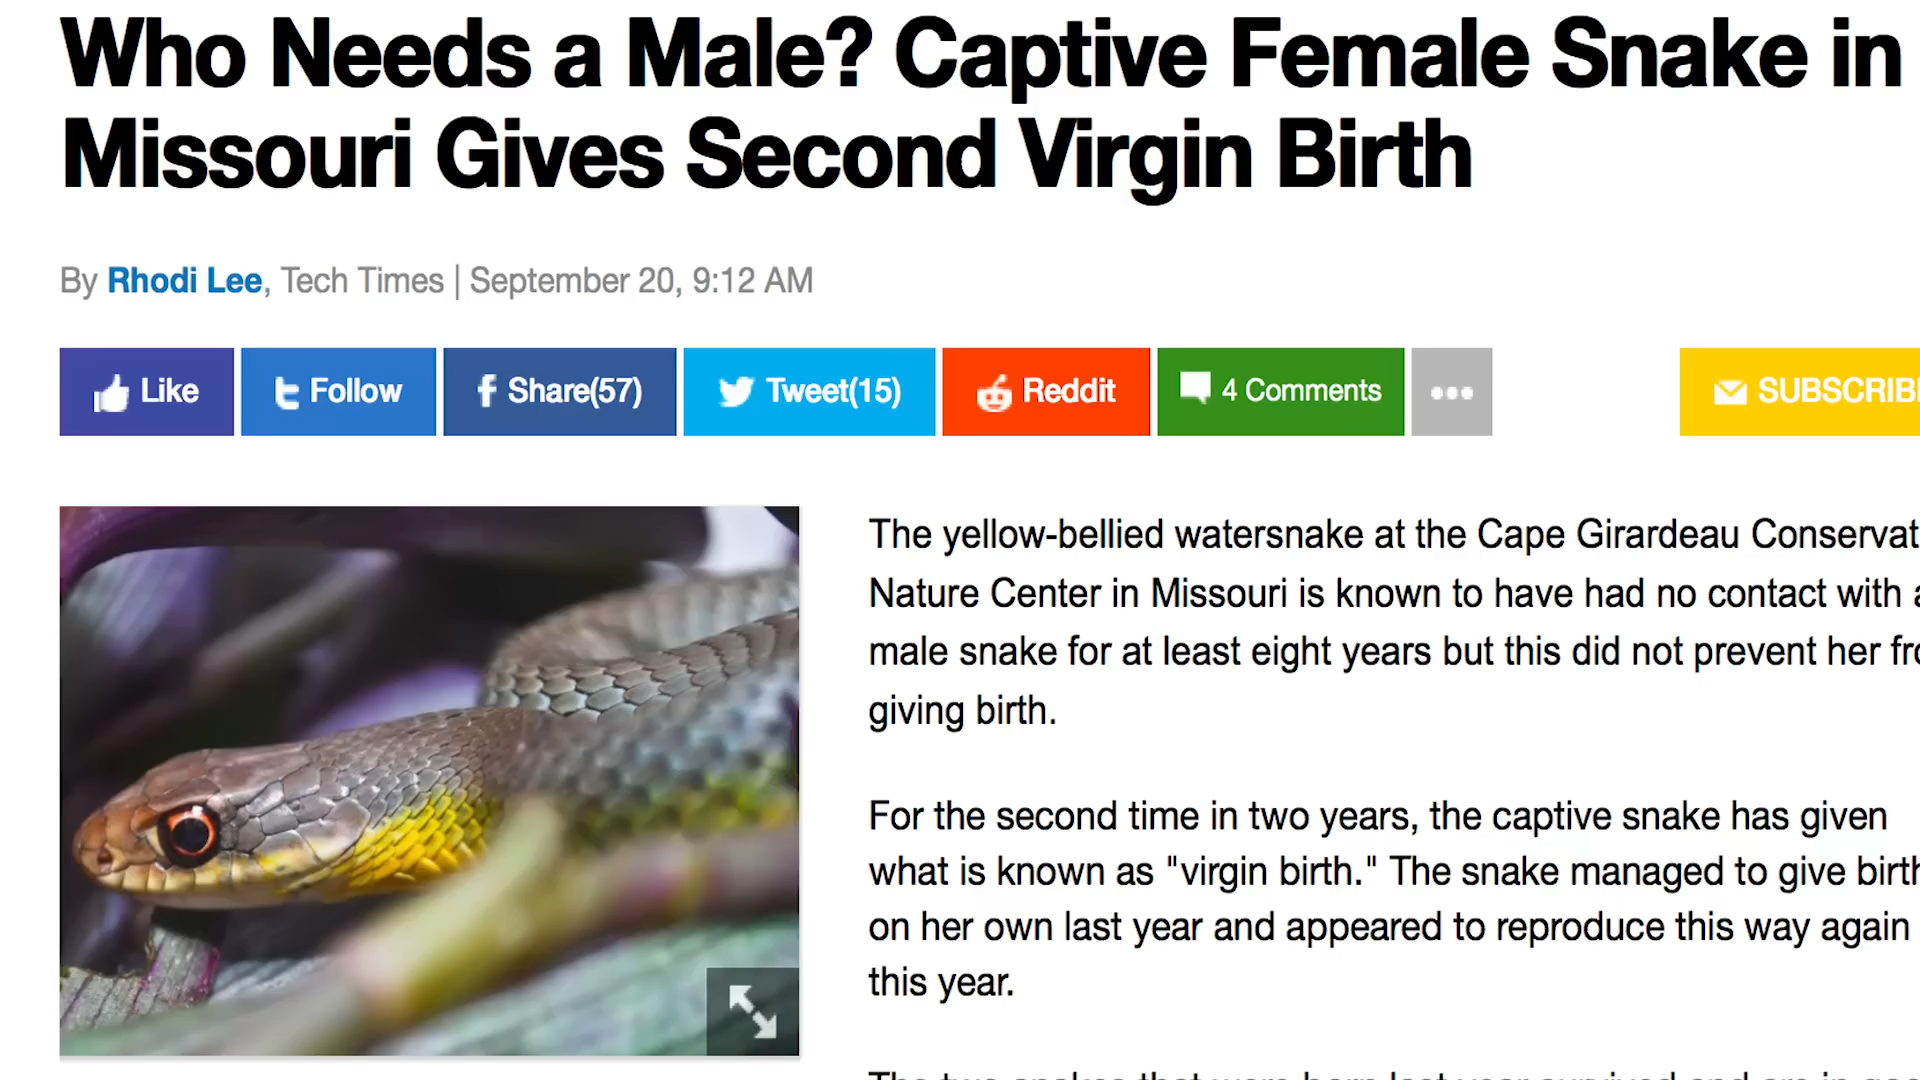 Who Needs a Male? Captive Female Snake in
Missouri Gives Second Virgin Birth
By Rhodi Lee, Tech Times | September 20, 9:12 AM
Like
Follow
Share(57)
Tweet(15)
Reddit
4 Comments
The yellow-bellied watersnake at the Cape Girardeau
Nature Center in Missouri is known to have had no contact with
male snake for at least eight years but this did not prevent her
giving birth.
For the second time in two years, the captive snake has given
what is known as "virgin birth." The snake managed to give birth
on her own last year and appeared to reproduce this way again
this year.